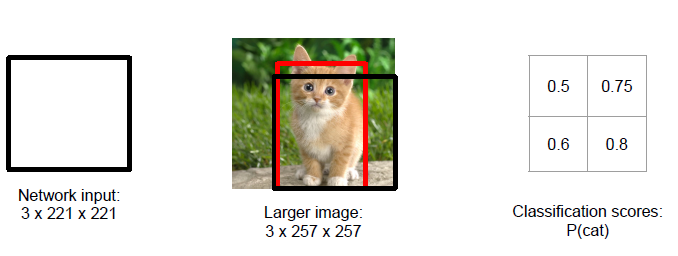 0.5 0.75
0.6 0.8
Network input:
3 x 221 x 221
Larger image:
3 x 257 x 257
Classification scores:
P(cat)